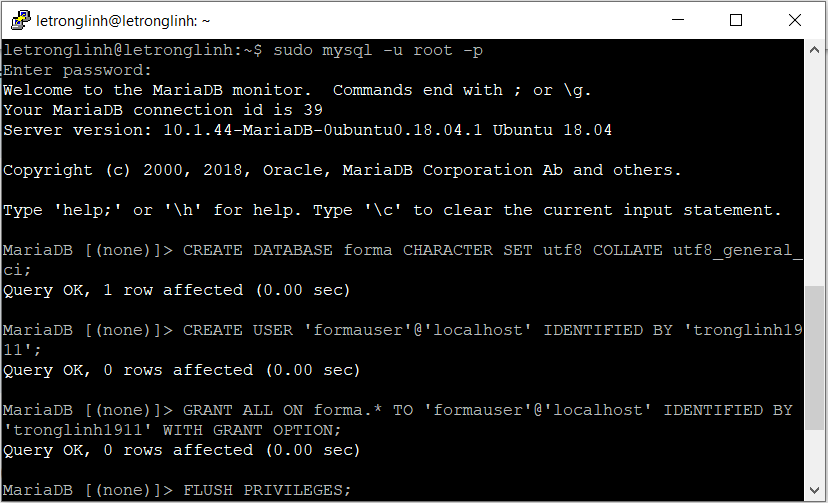 letronglinh@letronglinh: ~
letronglinh@letronglinh:~$ sudo mysql -u root -p
Enter password:
Welcome to the MariaDB monitor.  Commands end with ; or \g.
Your MariaDB connection id is 39
Server version: 10.1.44-MariaDB-0ubuntu0.18.04.1 Ubuntu 18.04
Copyright (c) 2000, 2018, Oracle, MariaDB Corporation Ab and others.
Type 'help;' or '\h' for help. Type '\c' to clear the current input statement.
MariaDB [(none)]> CREATE DATABASE forma CHARACTER SET utf8 COLLATE utf8_general_
ci;
Query OK, 1 row affected (0.00 sec)
MariaDB [(none)]> CREATE USER 'formauser'@'localhost' IDENTIFIED BY 'tronglinh19
11';
Query OK, 0 rows affected (0.00 sec)
MariaDB [(none)]> GRANT ALL ON forma.* TO 'formauser'@'localhost' IDENTIFIED BY
'tronglinh1911' WITH GRANT OPTION;
Query OK, 0 rows affected (0.00 sec)
MariaDB [(none)]> FLUSH PRIVILEGES;